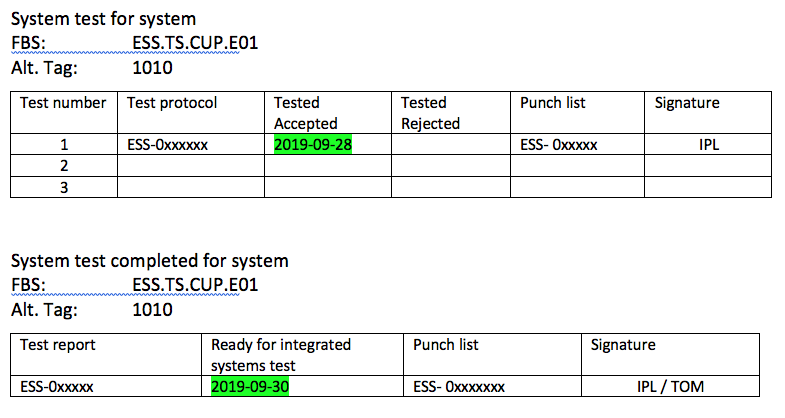 System test for system
FBS: ESS.TS.CUP.E01
Alt. Tag: 1010
Test number Test protocol Tested Accepted Tested Rejected Punch list Signature
1 ESS-0xxxxxx 2019-09-28 ESS- 0xxxxx IPL
2
3
System test completed for system
FBS: ESS.TS.CUP.E01
Alt. Tag: 1010
Test report Ready for integrated systems test Punch list Signature
ESS-0xxxxx 2019-09-30 ESS- 0xxxxxxx IPL / TOM